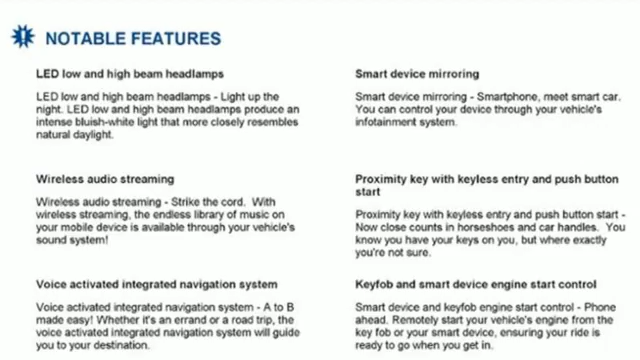 NOTABLE FEATURES
LED low and high beam headlamps
LED low and high beam headlamps - Light up the
night. LED low and high beam headlamps produce an
intense bluish-white light that more closely resembles
natural daylight.
Smart device mirroring
Smart device mirroring - Smartphone, meet smart car.
You can control your device through your vehicle's
infotainment system.
Wireless audio streaming
Wireless audio streaming - Strike the cord. With
wireless streaming, the endless library of music on
your mobile device is available through your vehicle's
sound system!
Proximity key with keyless entry and push button
start
Proximity key with keyless entry and push button start -
Now close counts in horseshoes and car handles. You
know you have your keys on you, but where exactly
you're not sure.
Voice activated integrated navigation system
Voice activated integrated navigation system - A to B
made easy! Whether it's an errand or a road trip, the
voice activated integrated navigation system will guide
you to your destination.
Keyfob and smart device engine start control
Smart device and keyfob engine start control - Phone
ahead. Remotely start your vehicle's engine from the
key fob or your smart device, ensuring your ride is
ready to go when you get in.